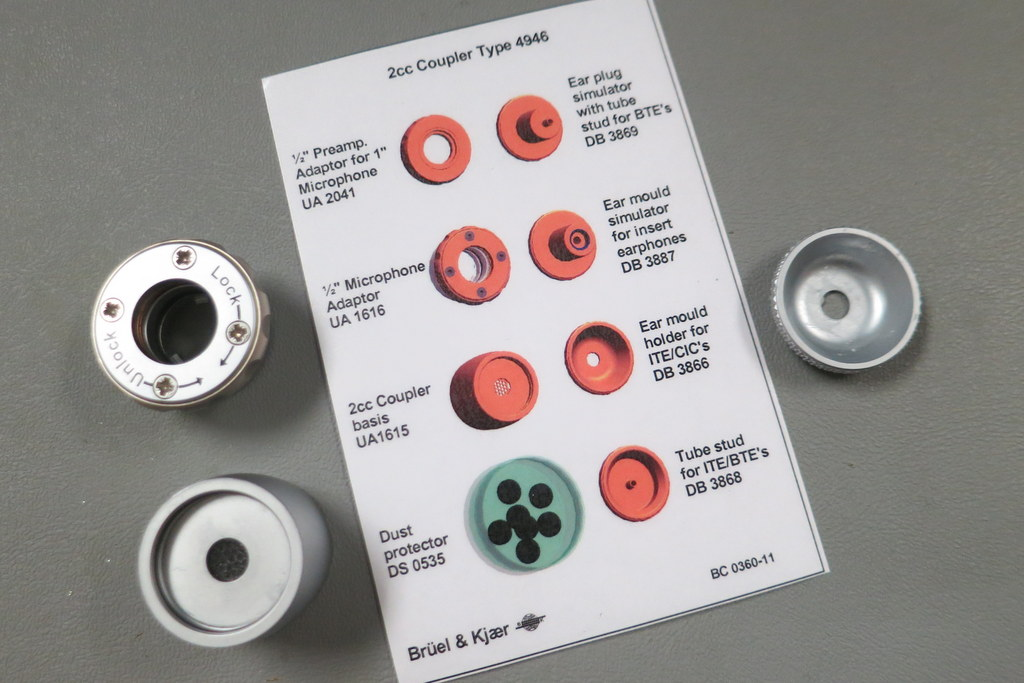 2cc Coupler Type 4946
½" Preamp.
Adaptor for 1"
Microphone
UA 2041
Ear plug
simulator
with tube
stud for BTE's
DB 3869
½" Microphone
Adaptor
UA 1616
Ear mould
simulator
for insert
earphones
DB 3887
2cc Coupler
basis
UA1615
Ear mould
holder for
ITE/CIC's
DB 3866
Dust
protector
DS 0535
Tube stud
for ITE/BTE's
DB 3868
BC 0360-11
Brüel & Kjær
Lock
Unlock